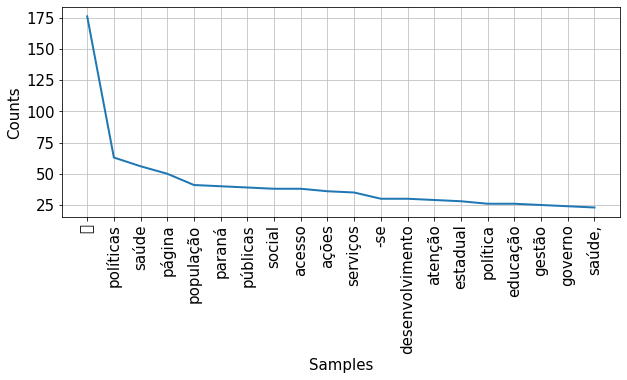 175
150
125
100
75
50
25
Counts
políticas
saúde
página
população
paraná
públicas
social
acesso
ações
serviços
-se
desenvolvimento
atenção
estadual
política
educação
gestão
governo
saúde,
Samples